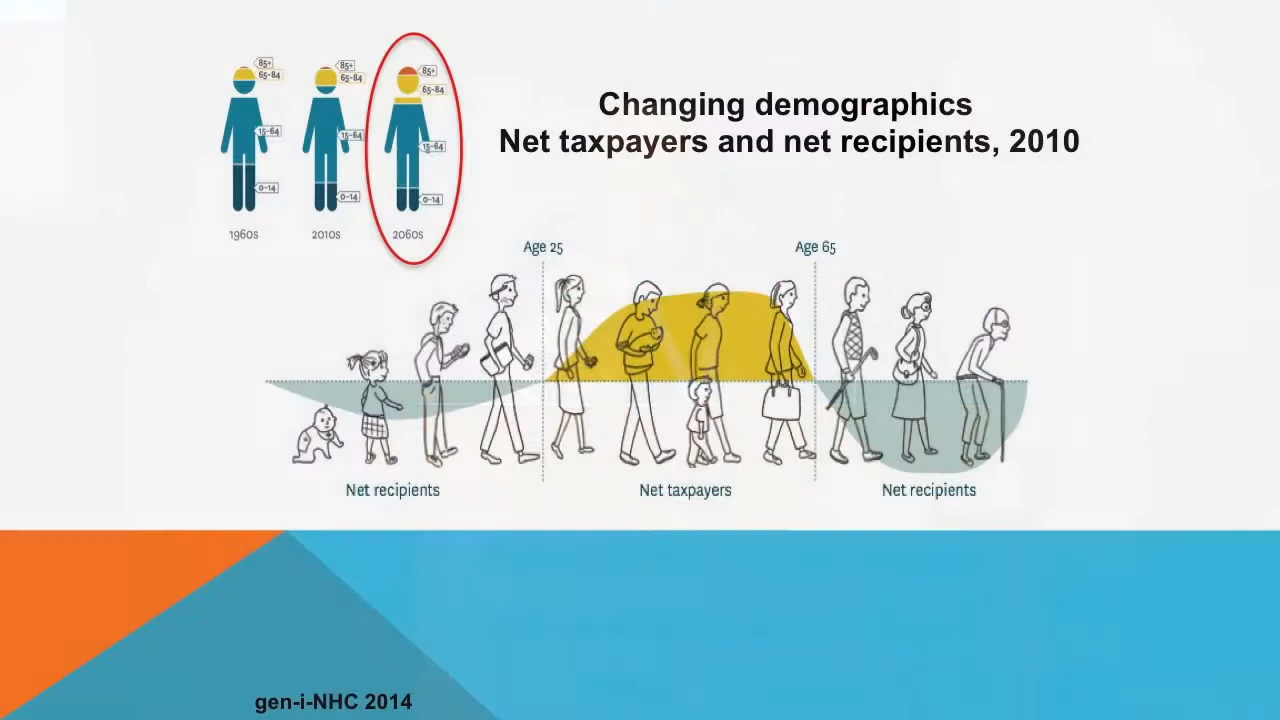 85+
65-84
15-64
0-14
1960s
85+
65-84
15-64
0-14
2010s
85+
65-84
15-64
0-14
2060s
Changing demographics
Net taxpayers and net recipients, 2010
Age 25
Age 65
Net recipients
Net taxpayers
Net recipients
gen-i-NHC 2014